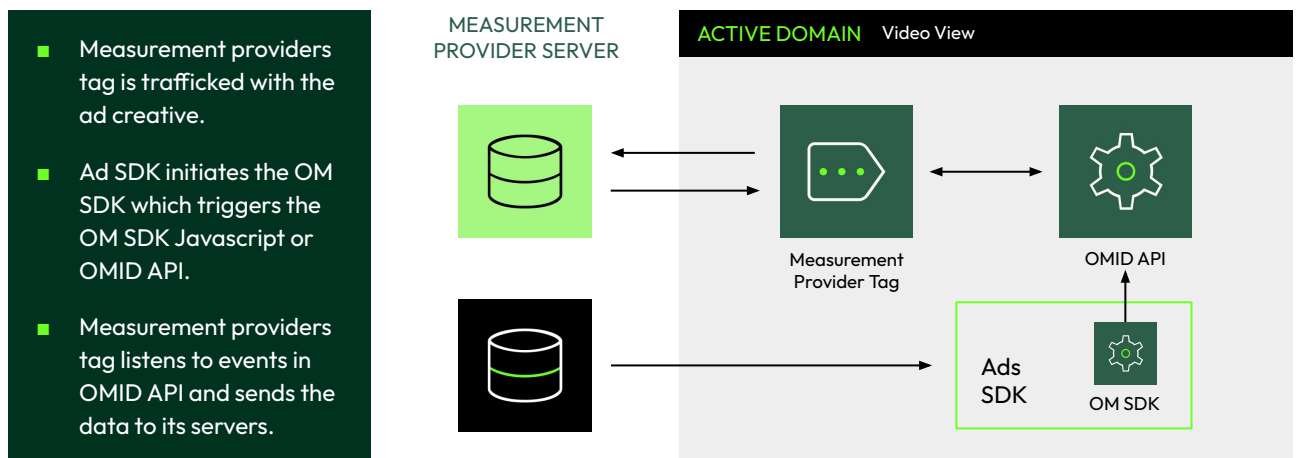 Measurement providers
tag is trafficked with the
ad creative.
Ad SDK initiates the OM
SDK which triggers the
OM SDK Javascript or
OMID API.
Measurement providers
tag listens to events in
OMID API and sends the
data to its servers.
MEASUREMENT
PROVIDER SERVER
ACTIVE DOMAIN Video View
Measurement
Provider Tag
OMID API
Ads
SDK
OM SDK